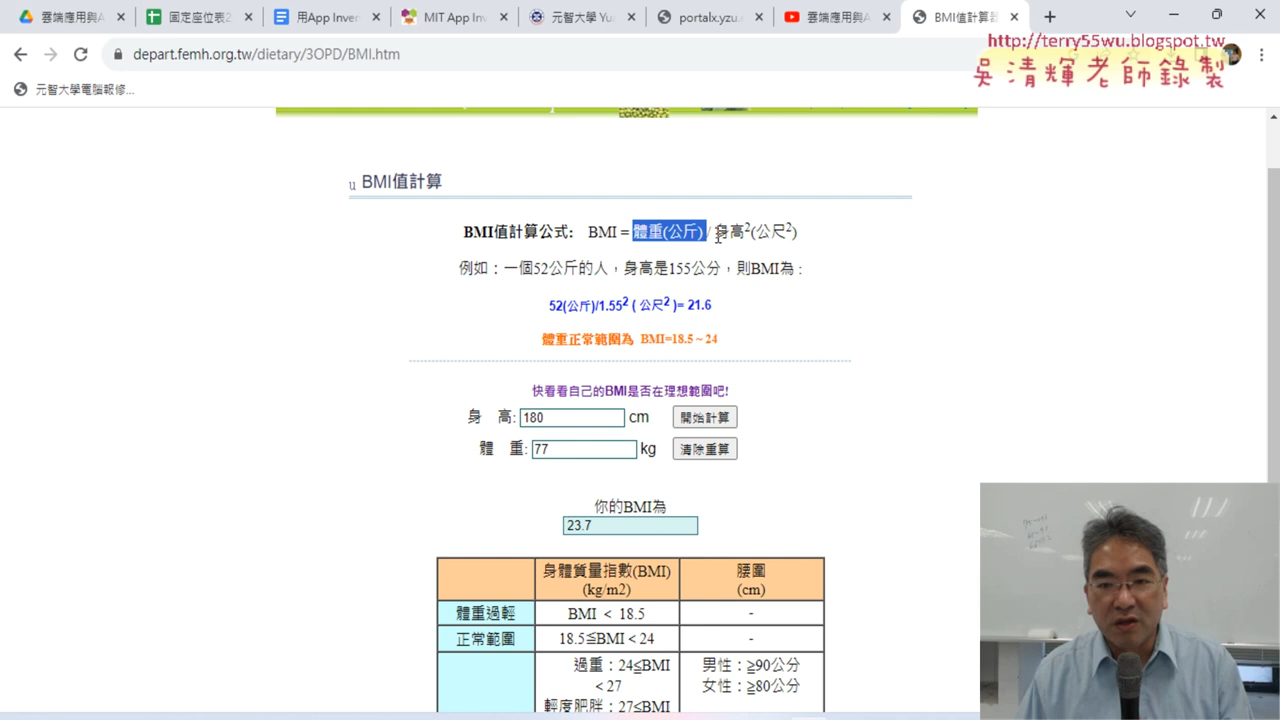 雲端應用與A
固定座位表2
用App Inven
MIT App Inv
元智大學 Yu
portalx.yzu.
雲端應用與A
BMI值計算器
depart.femh.org.tw/dietary/3OPD/BMI.htm
http://terry55wu.blogspot.tw
吳清輝老師錄製
元智大學電腦報修...
u BMI值計算
BMI值計算公式: BMI = 體重(公斤) / 身高²(公尺²)
例如：一個52公斤的人，身高是155公分，則BMI為 :
52(公斤)/1.55² ( 公尺² )= 21.6
體重正常範圍為 BMI=18.5 ~ 24
快看看自己的BMI是否在理想範圍吧!
身 高: 180 cm 開始計算
體 重: 77 kg 清除重算
你的BMI為
23.7
身體質量指數(BMI) (kg/m2) 腰圍 (cm)
體重過輕 BMI < 18.5 -
正常範圍 18.5≦BMI < 24 -
過重：24≦BMI < 27
輕度肥胖：27≦BMI
男性：≧90公分
女性：≧80公分